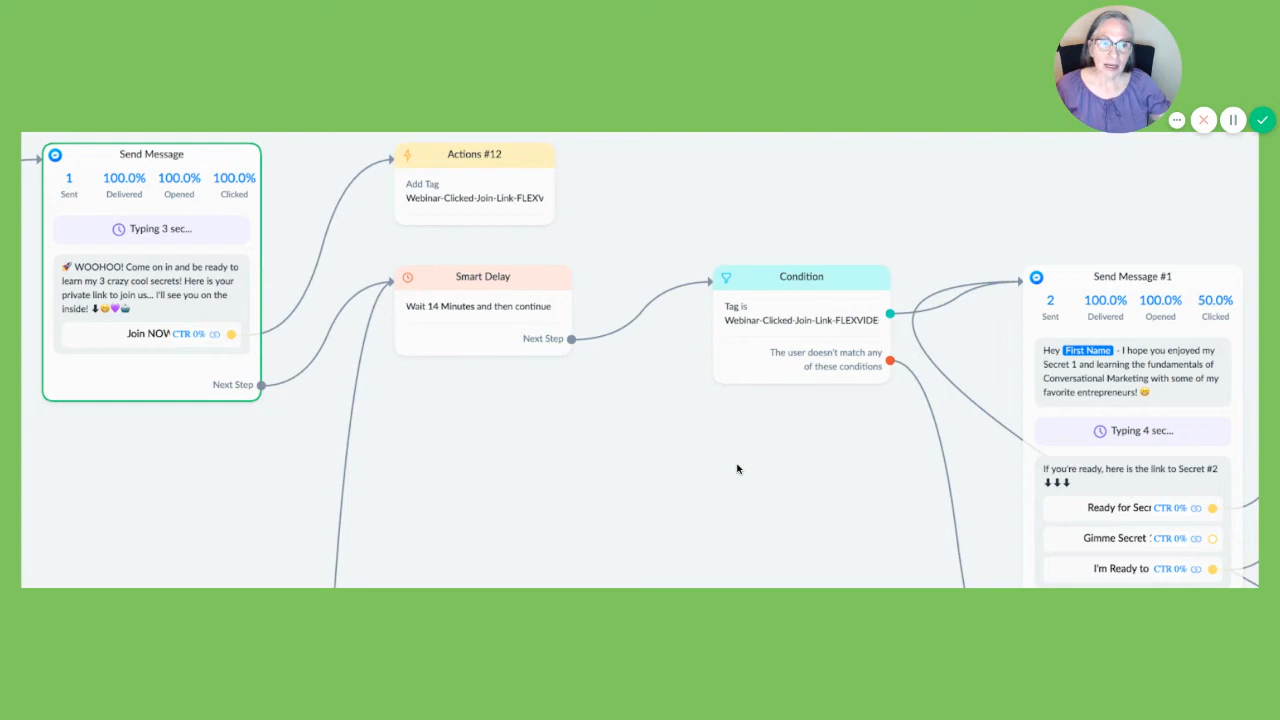 Send Message
1
100.0%
100.0%
100.0%
Sent
Delivered
Opened
Clicked
Typing 3 sec...
🚀 WOOHOO! Come on in and be ready to
learn my 3 crazy cool secrets! Here is your
private link to join us... I'll see you on the
inside! ⬇
Join NOW CTR 0%
Next Step
Actions #12
Add Tag
Webinar-Clicked-Join-Link-FLEXV
Smart Delay
Wait 14 Minutes and then continue
Next Step
Condition
Tag is
Webinar-Clicked-Join-Link-FLEXVIDE
The user doesn't match any
of these conditions
Send Message #1
2
100.0%
100.0%
50.0%
Sent
Delivered
Opened
Clicked
Hey First Name - I hope you enjoyed my
Secret 1 and learning the fundamentals of
Conversational Marketing with some of my
favorite entrepreneurs!
Typing 4 sec...
If you're ready, here is the link to Secret #2
⬇⬇⬇
Ready for Secr CTR 0%
Gimme Secret CTR 0%
I'm Ready to CTR 0%